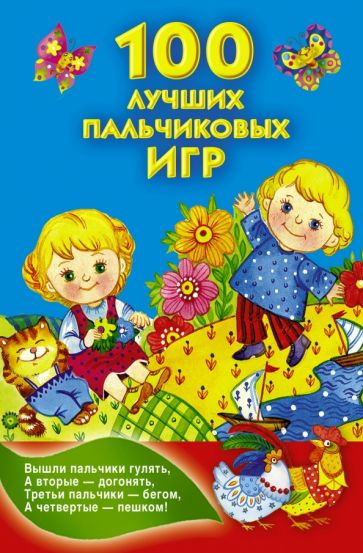 100
ЛУЧШИХ
ПАЛЬЧИКОВЫХ
ИГР
Вышли пальчики гулять,
А вторые — догонять,
Третьи пальчики — бегом,
А четвертые — пешком!